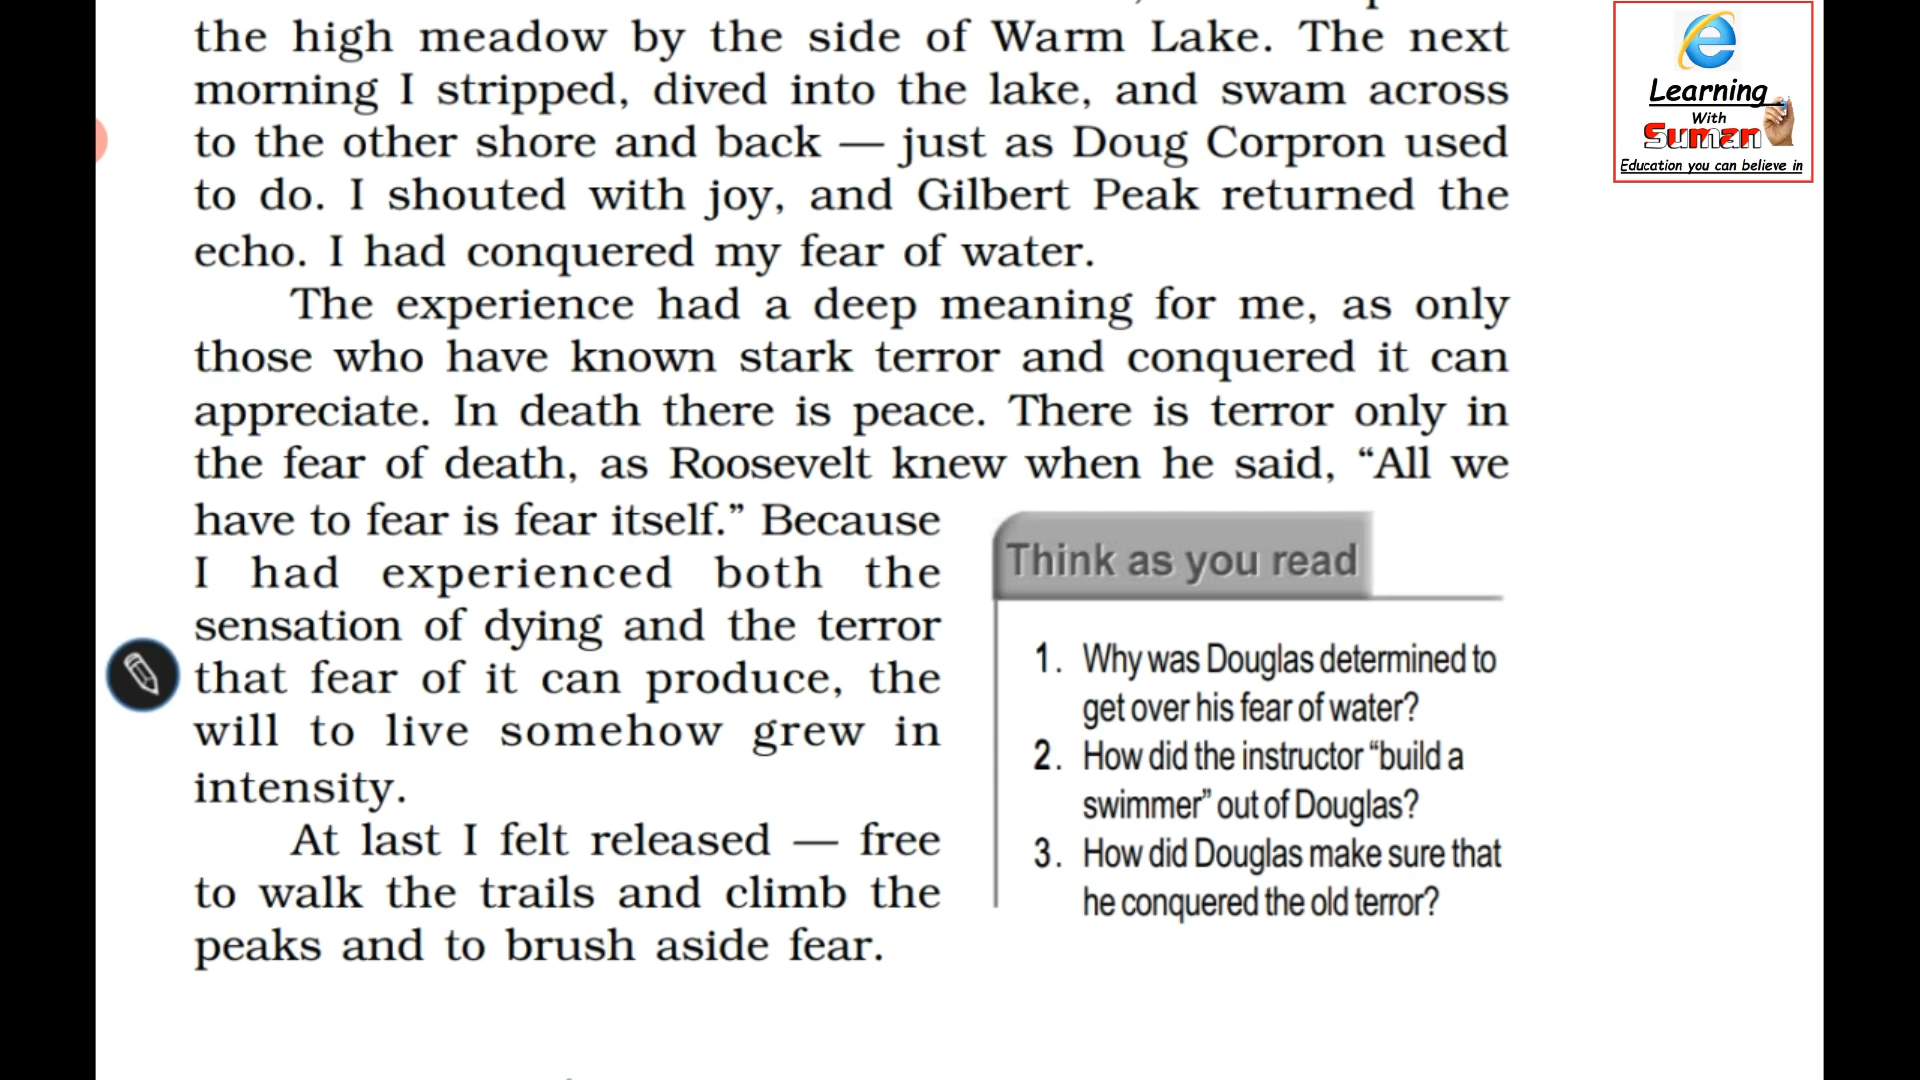 the high meadow by the side of Warm Lake. The next
morning I stripped, dived into the lake, and swam across
to the other shore and back — just as Doug Corpron used
to do. I shouted with joy, and Gilbert Peak returned the
echo. I had conquered my fear of water.
The experience had a deep meaning for me, as only
those who have known stark terror and conquered it can
appreciate. In death there is peace. There is terror only in
the fear of death, as Roosevelt knew when he said, “All we
have to fear is fear itself.” Because
I had experienced both the
sensation of dying and the terror
that fear of it can produce, the
will to live somehow grew in
intensity.
At last I felt released — free
to walk the trails and climb the
peaks and to brush aside fear.
Think as you read
1. Why was Douglas determined to
get over his fear of water?
2. How did the instructor “build a
swimmer” out of Douglas?
3. How did Douglas make sure that
he conquered the old terror?
Learning
With
Suman
Education you can believe in